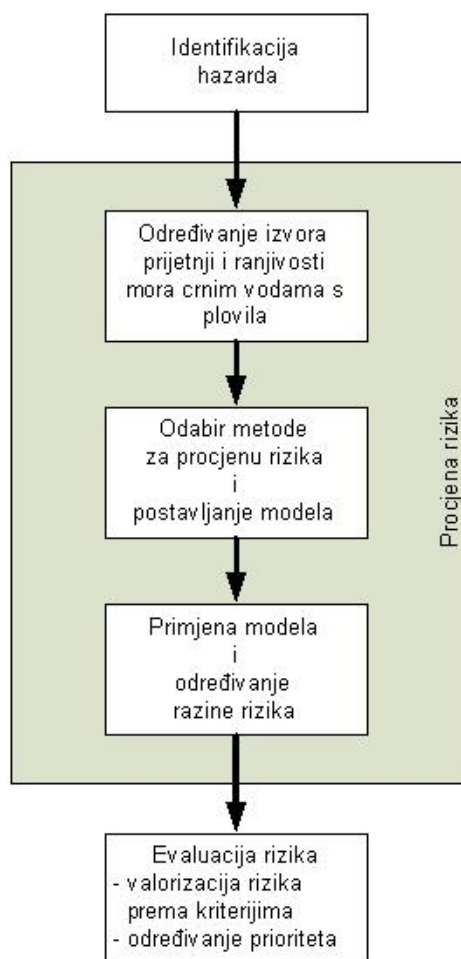 Identifikacija
hazarda
Određivanje izvora
prijetnji i ranjivosti
mora crnim vodama s
plovila
Odabir metode
za procjenu rizika
i
postavljanje modela
Primjena modela
i
određivanje
razine rizika
Procjena rizika
Evaluacija rizika
- valorizacija rizika
prema kriterijima
- određivanje prioriteta